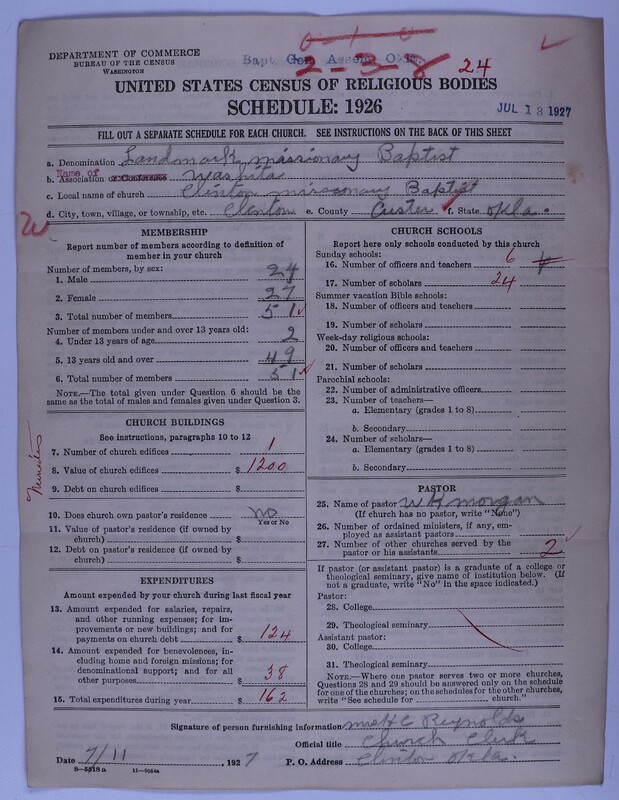 DEPARTMENT OF COMMERCE
BUREAU OF THE CENSUS
WASHINGTON
Bapt. Gen Assem. Okla.
2-3-8 24
UNITED STATES CENSUS OF RELIGIOUS BODIES
SCHEDULE: 1926
JUL 13 1927
FILL OUT A SEPARATE SCHEDULE FOR EACH CHURCH. SEE INSTRUCTIONS ON THE BACK OF THIS SHEET
a. Denomination Landmark missionary Baptist
Name of
b. Association or Conference Washita
c. Local name of church Clinton missionary Baptist
d. City, town, village, or township, etc. Clinton e. County Custer f. State Okla.
MEMBERSHIP
Report number of members according to definition of member in your church
Number of members, by sex:
1. Male 24
2. Female 27
3. Total number of members 51
Number of members under and over 13 years old:
4. Under 13 years of age 2
5. 13 years old and over 49
6. Total number of members 51
NOTE.—The total given under Question 6 should be
same as the total of males and females given under Question 3.
CHURCH BUILDINGS
See instructions, paragraphs 10 to 12
7. Number of church edifices 1
8. Value of church edifices $ 1200
9. Debt on church edifices $
10. Does church own pastor's residence no
Yes or No
11. Value of pastor's residence (if owned by
church) $
12. Debt on pastor's residence (if owned by
church) $
EXPENDITURES
Amount expended by your church during last fiscal year
13. Amount expended for salaries, repairs,
and other running expenses; for im-
provements or new buildings; and for
payments on church debt $ 124
14. Amount expended for benevolences, in-
cluding home and foreign missions; for
denominational support; and for all
other purposes $ 38
15. Total expenditures during year $ 162
CHURCH SCHOOLS
Report here only schools conducted by this church
Sunday schools:
16. Number of officers and teachers 6
17. Number of scholars 24
Summer vacation Bible schools:
18. Number of officers and teachers
19. Number of scholars
Week-day religious schools:
20. Number of officers and teachers
21. Number of scholars
Parochial schools:
22. Number of administrative officers
23. Number of teachers—
a. Elementary (grades 1 to 8)
b. Secondary
24. Number of scholars—
a. Elementary (grades 1 to 8)
b. Secondary
PASTOR
25. Name of pastor W H morgan
(If church has no pastor, write "None")
26. Number of ordained ministers, if any, em-
ployed as assistant pastors
27. Number of other churches served by the
pastor or his assistants 2
If pastor (or assistant pastor) is a graduate of a college or
theological seminary, give name of institution below. (If
not a graduate, write "No" in the space indicated.)
Pastor:
28. College
29. Theological seminary
Assistant pastor:
30. College
31. Theological seminary
NOTE.—Where one pastor serves two or more churches,
Questions 28 and 29 should be answered only on the schedule
for one of the churches; on the schedules for the other churches,
write "See schedule for church."
Signature of person furnishing information mrs H C Reynolds
Official title Church Clerk
Date 7/11, 1927 P. O. Address Clinton Okla.
8—5518 a 11—9034a